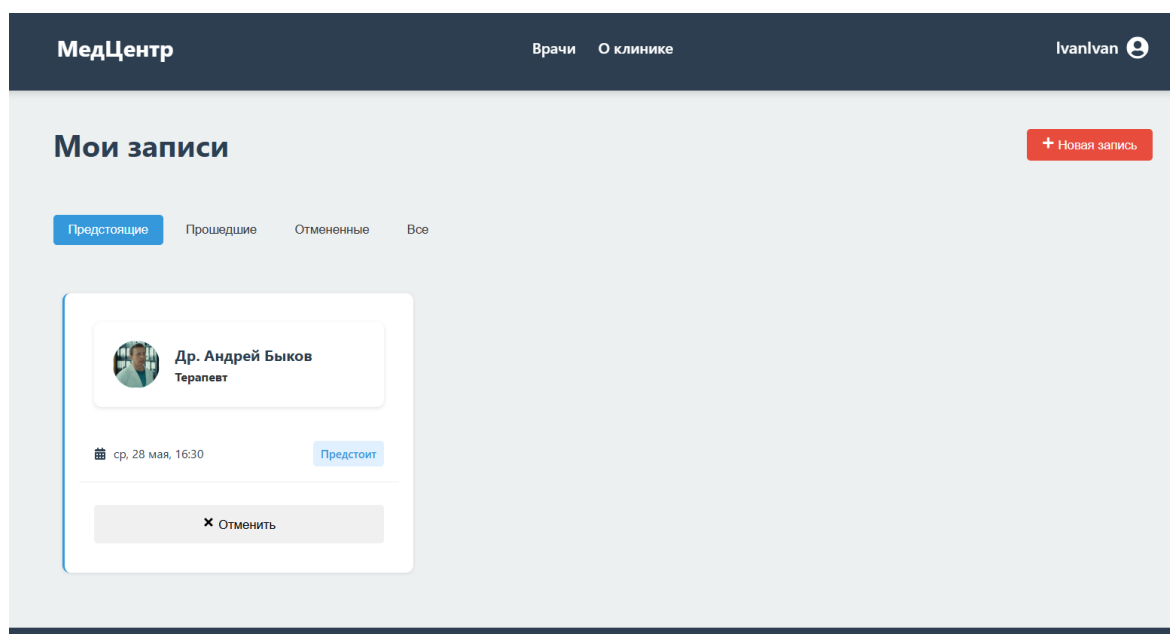 МедЦентр
Врачи О клинике
IvanIvan
Мои записи
+ Новая запись
Предстоящие Прошедшие Отмененные Все
Др. Андрей Быков
Терапевт
ср, 28 мая, 16:30
Предстоит
× Отменить